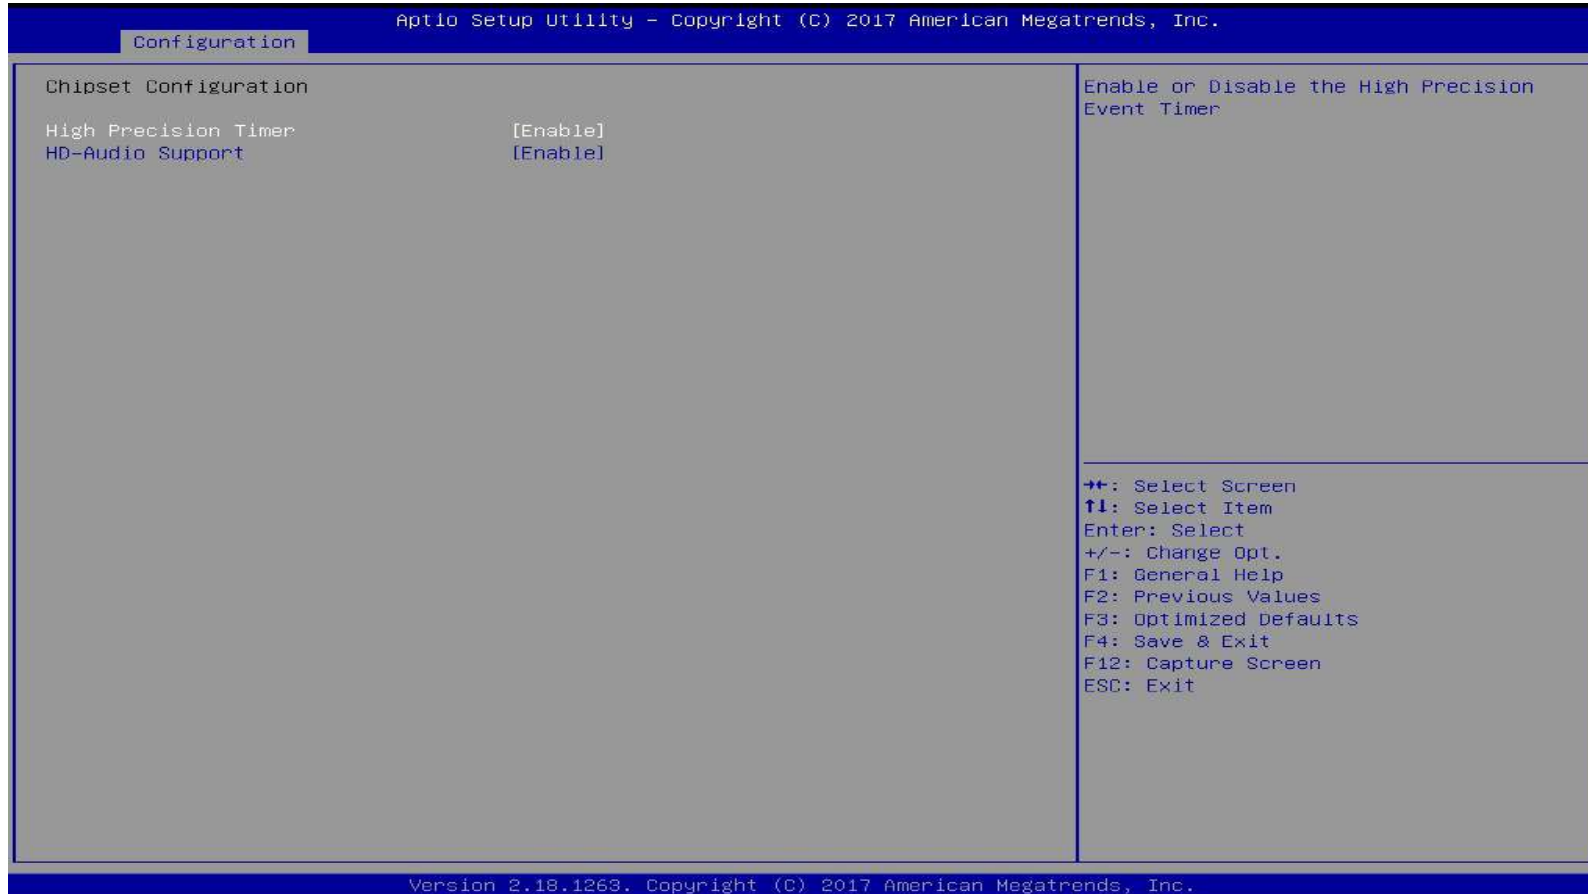 Aptio Setup Utility – Copyright (C) 2017 American Megatrends, Inc.
Configuration
Chipset Configuration
High Precision Timer [Enable]
HD-Audio Support [Enable]
Enable or Disable the High Precision
Event Timer
→←: Select Screen
↑↓: Select Item
Enter: Select
+/-: Change Opt.
F1: General Help
F2: Previous Values
F3: Optimized Defaults
F4: Save & Exit
F12: Capture Screen
ESC: Exit
Version 2.18.1263. Copyright (C) 2017 American Megatrends, Inc.